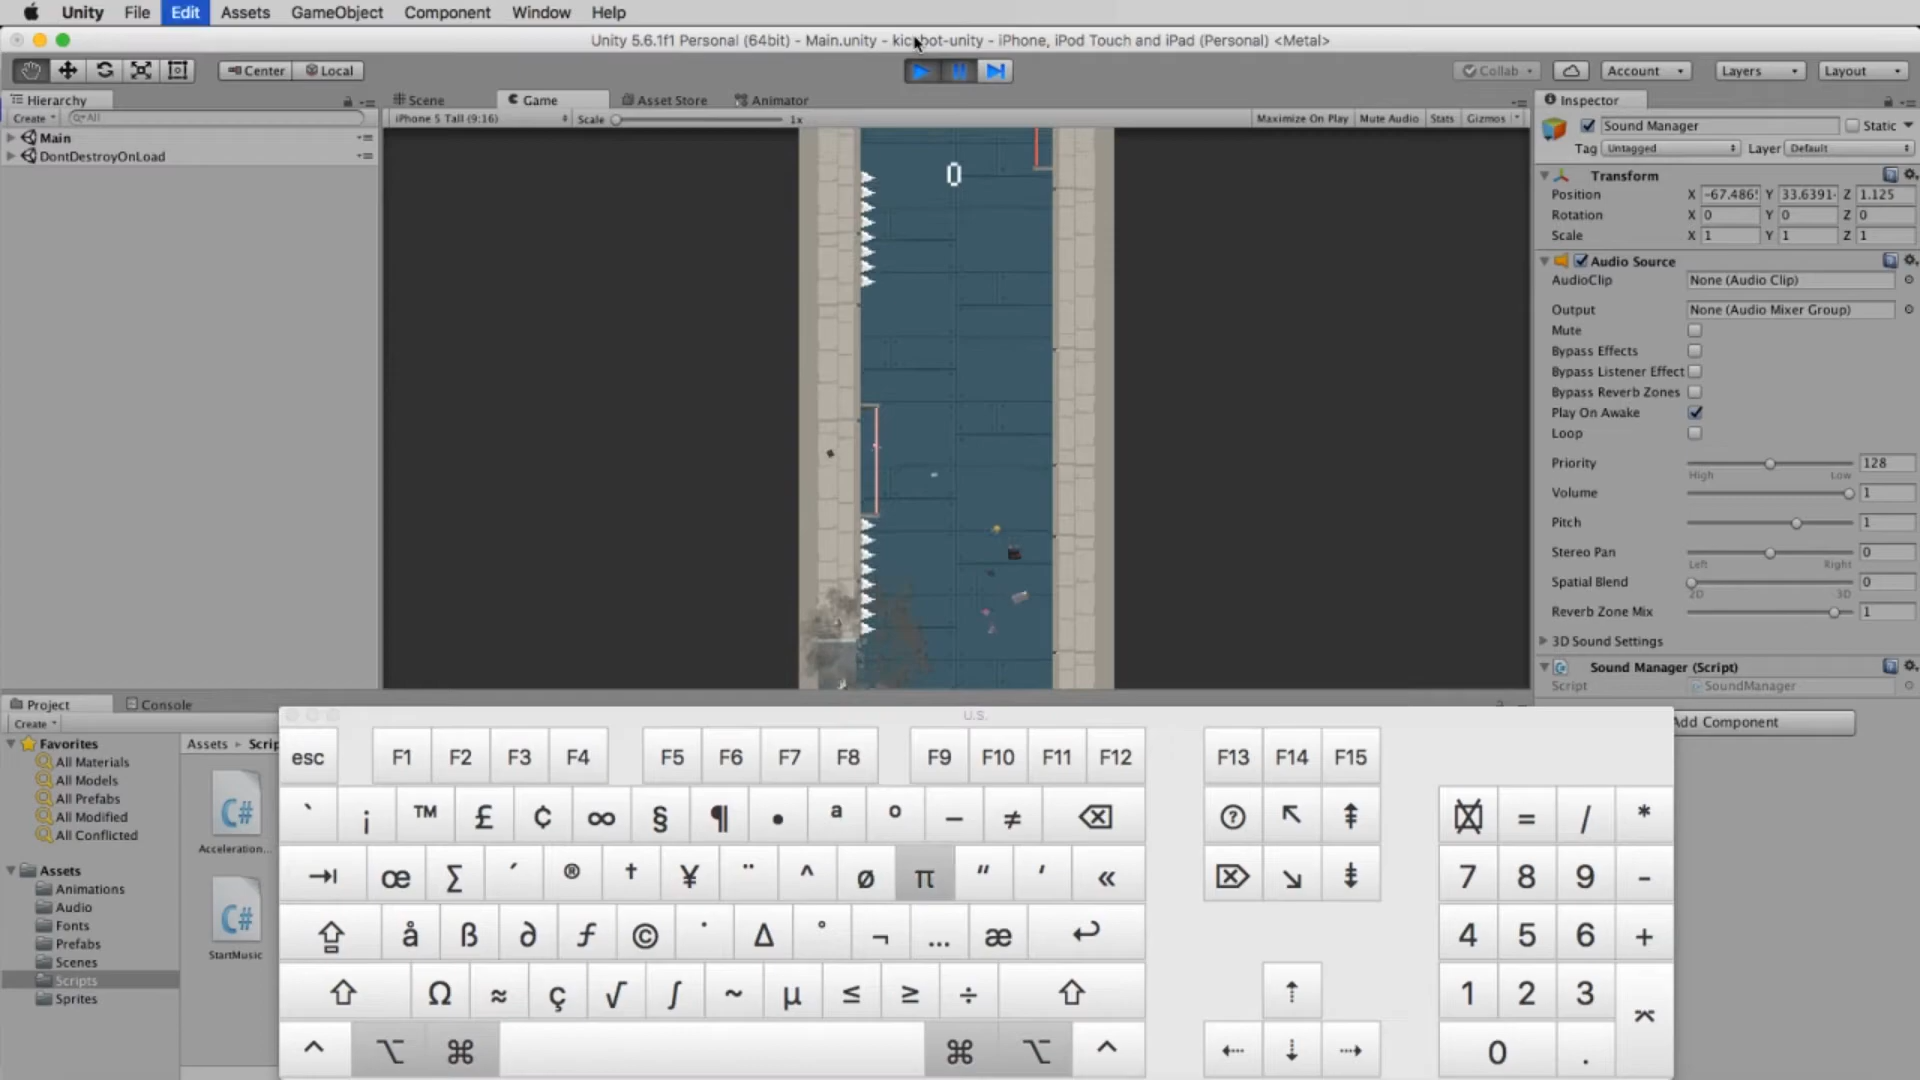 Unity File Edit Assets GameObject Component Window Help
Unity 5.6.1f1 Personal (64bit) - Main.unity - kickbot-unity - iPhone, iPod Touch and iPad (Personal) <Metal>
Center Local Collab Account Layers Layout
Hierarchy
Create All
Main
DontDestroyOnLoad
Scene Game Asset Store Animator
iPhone 5 Tall (9:16) Scale 1x Maximize On Play Mute Audio Stats Gizmos
0
Inspector
Sound Manager Static
Tag Untagged Layer Default
Transform
Position X -67.486 Y 33.6391 Z 1.125
Rotation X 0 Y 0 Z 0
Scale X 1 Y 1 Z 1
Audio Source
AudioClip None (Audio Clip)
Output None (Audio Mixer Group)
Mute
Bypass Effects
Bypass Listener Effect
Bypass Reverb Zones
Play On Awake
Loop
Priority 128
High Low
Volume 1
Pitch 1
Stereo Pan 0
Left Right
Spatial Blend 0
2D 3D
Reverb Zone Mix 1
3D Sound Settings
Sound Manager (Script)
Script SoundManager
Add Component
Project Console
Create
Favorites
All Materials
All Models
All Prefabs
All Modified
All Conflicted
Assets
Animations
Audio
Fonts
Prefabs
Scenes
Scripts
Sprites
Assets Scrip
C#
Acceleration...
C#
StartMusic
U.S.
esc F1 F2 F3 F4 F5 F6 F7 F8 F9 F10 F11 F12 F13 F14 F15
` ¡ ™ £ ¢ ∞ § ¶ • ª º – ≠ = / *
œ ∑ ´ ® † ¥ ¨ ^ ø π “ ‘ « 7 8 9 -
å ß ∂ ƒ © ˙ ∆ ˚ ¬ … æ 4 5 6 +
Ω ≈ ç √ ∫ ~ µ ≤ ≥ ÷ 1 2 3
0 .